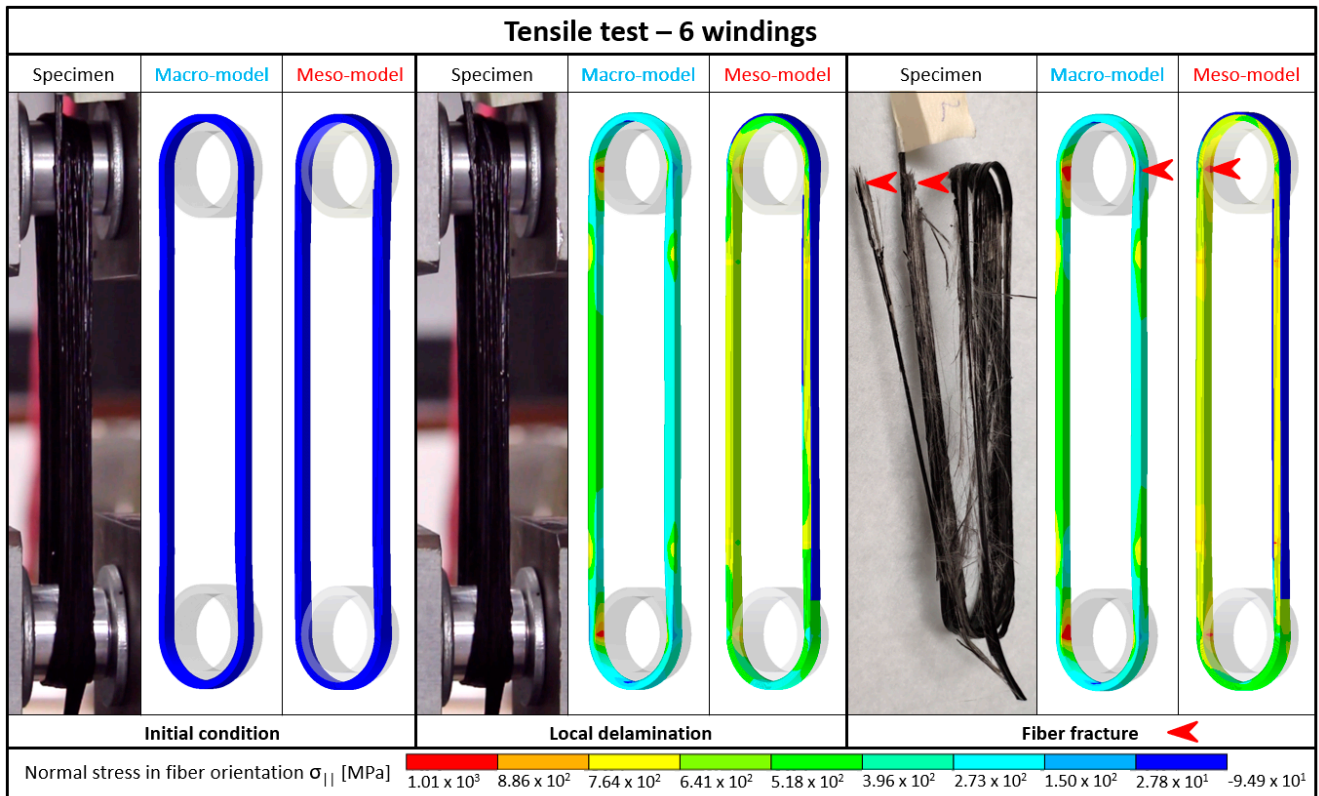 Tensile test – 6 windings
Specimen Macro-model Meso-model Specimen Macro-model Meso-model Specimen Macro-model Meso-model
Initial condition Local delamination Fiber fracture
Normal stress in fiber orientation σ|| [MPa]
1.01 x 10³ 8.86 x 10² 7.64 x 10² 6.41 x 10² 5.18 x 10² 3.96 x 10² 2.73 x 10² 1.50 x 10² 2.78 x 10¹ -9.49 x 10¹